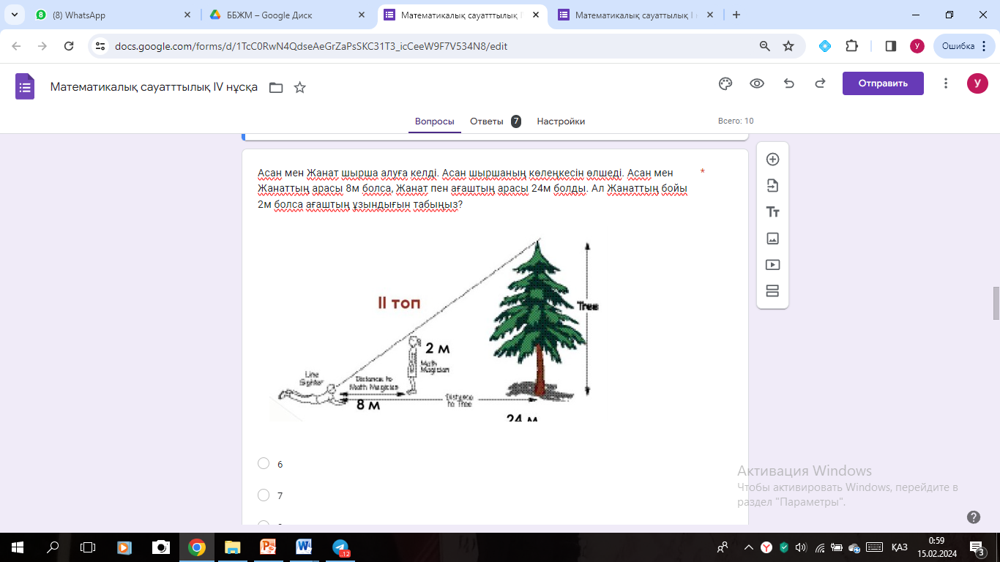 (8) WhatsApp
ББЖМ – Google Диск
Математикалық сауатттылық I
Математикалық сауаттылық I
docs.google.com/forms/d/1TcC0RwN4QdseAeGrZaPsSKC31T3_icCeeW9F7V534N8/edit
У
Ошибка
Математикалық сауатттылық IV нұсқа
Отправить
У
Вопросы
Ответы 7
Настройки
Всего: 10
Асан мен Жанат шырша алуға келді. Асан шыршаның көлеңкесін өлшеді. Асан мен *
Жанаттың арасы 8м болса, Жанат пен ағаштың арасы 24м болды. Ал Жанаттың бойы
2м болса ағаштың ұзындығын табыңыз?
II топ
Tree
2 м
Math
Magician
Line
Sighter
Distance to
Math Magician
8 м
Distance
to Tree
24 м
6
7
Активация Windows
Чтобы активировать Windows, перейдите в
раздел "Параметры".
12
ҚАЗ
0:59
15.02.2024
3